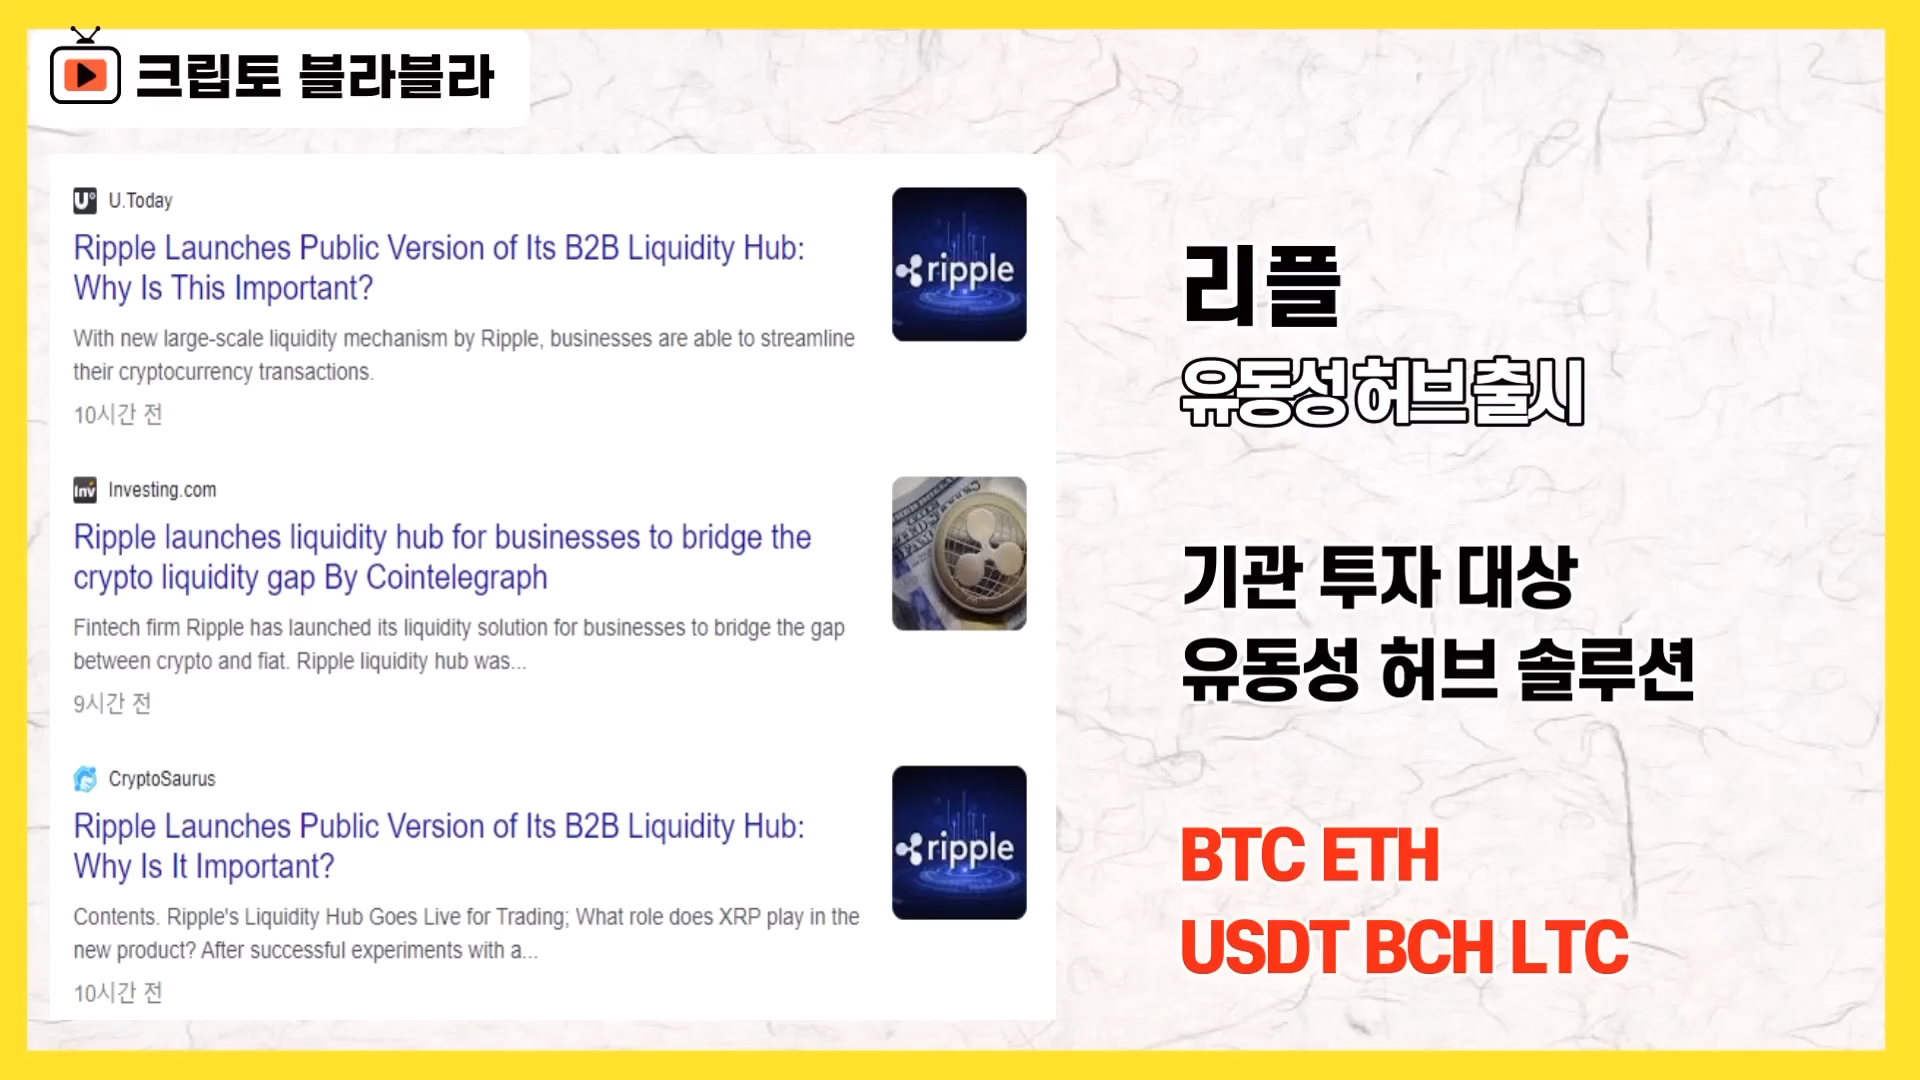 크립토 블라블라
U.Today
Ripple Launches Public Version of Its B2B Liquidity Hub:
Why Is This Important?
With new large-scale liquidity mechanism by Ripple, businesses are able to streamline
their cryptocurrency transactions.
10시간 전
ripple
Inv Investing.com
Ripple launches liquidity hub for businesses to bridge the
crypto liquidity gap By Cointelegraph
Fintech firm Ripple has launched its liquidity solution for businesses to bridge the gap
between crypto and fiat. Ripple liquidity hub was...
9시간 전
CryptoSaurus
Ripple Launches Public Version of Its B2B Liquidity Hub:
Why Is It Important?
Contents. Ripple's Liquidity Hub Goes Live for Trading; What role does XRP play in the
new product? After successful experiments with a...
10시간 전
ripple
리플
유동성 허브 출시
기관 투자 대상
유동성 허브 솔루션
BTC ETH
USDT BCH LTC